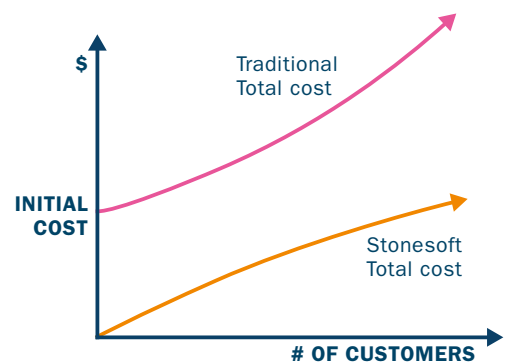 $
Traditional
Total cost
INITIAL
COST
Stonesoft
Total cost
# OF CUSTOMERS